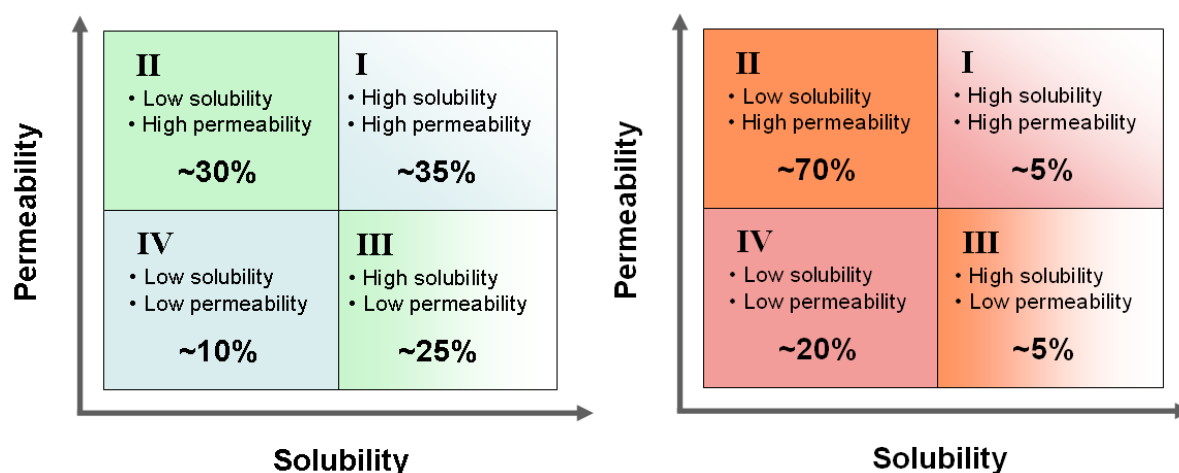 Permeability
II
• Low solubility
• High permeability
~30%
I
• High solubility
• High permeability
~35%
IV
• Low solubility
• Low permeability
~10%
III
• High solubility
• Low permeability
~25%
Solubility
Permeability
II
• Low solubility
• High permeability
~70%
I
• High solubility
• High permeability
~5%
IV
• Low solubility
• Low permeability
~20%
III
• High solubility
• Low permeability
~5%
Solubility